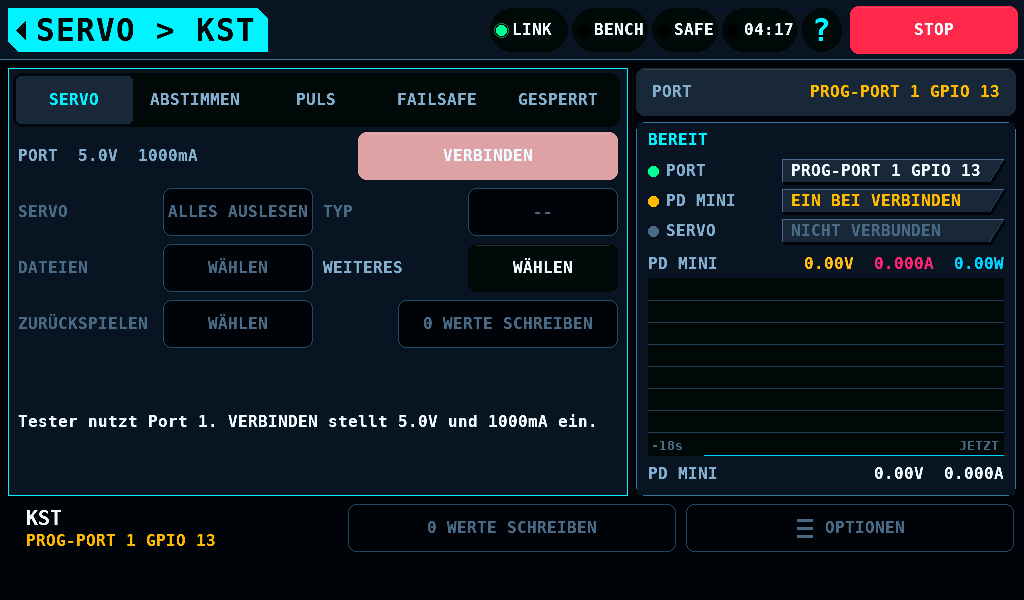 SERVO > KST
LINK
BENCH
SAFE
04:17
?
STOP
SERVO
ABSTIMMEN
PULS
FAILSAFE
GESPERRT
PORT 5.0V 1000mA
VERBINDEN
SERVO
ALLES AUSLESEN
TYP
--
DATEIEN
WÄHLEN
WEITERES
WÄHLEN
ZURÜCKSPIELEN
WÄHLEN
0 WERTE SCHREIBEN
Tester nutzt Port 1. VERBINDEN stellt 5.0V und 1000mA ein.
PORT
PROG-PORT 1 GPIO 13
BEREIT
PORT
PROG-PORT 1 GPIO 13
PD MINI
EIN BEI VERBINDEN
SERVO
NICHT VERBUNDEN
PD MINI
0.00V 0.000A 0.00W
-18s
JETZT
PD MINI
0.00V 0.000A
KST
PROG-PORT 1 GPIO 13
0 WERTE SCHREIBEN
OPTIONEN